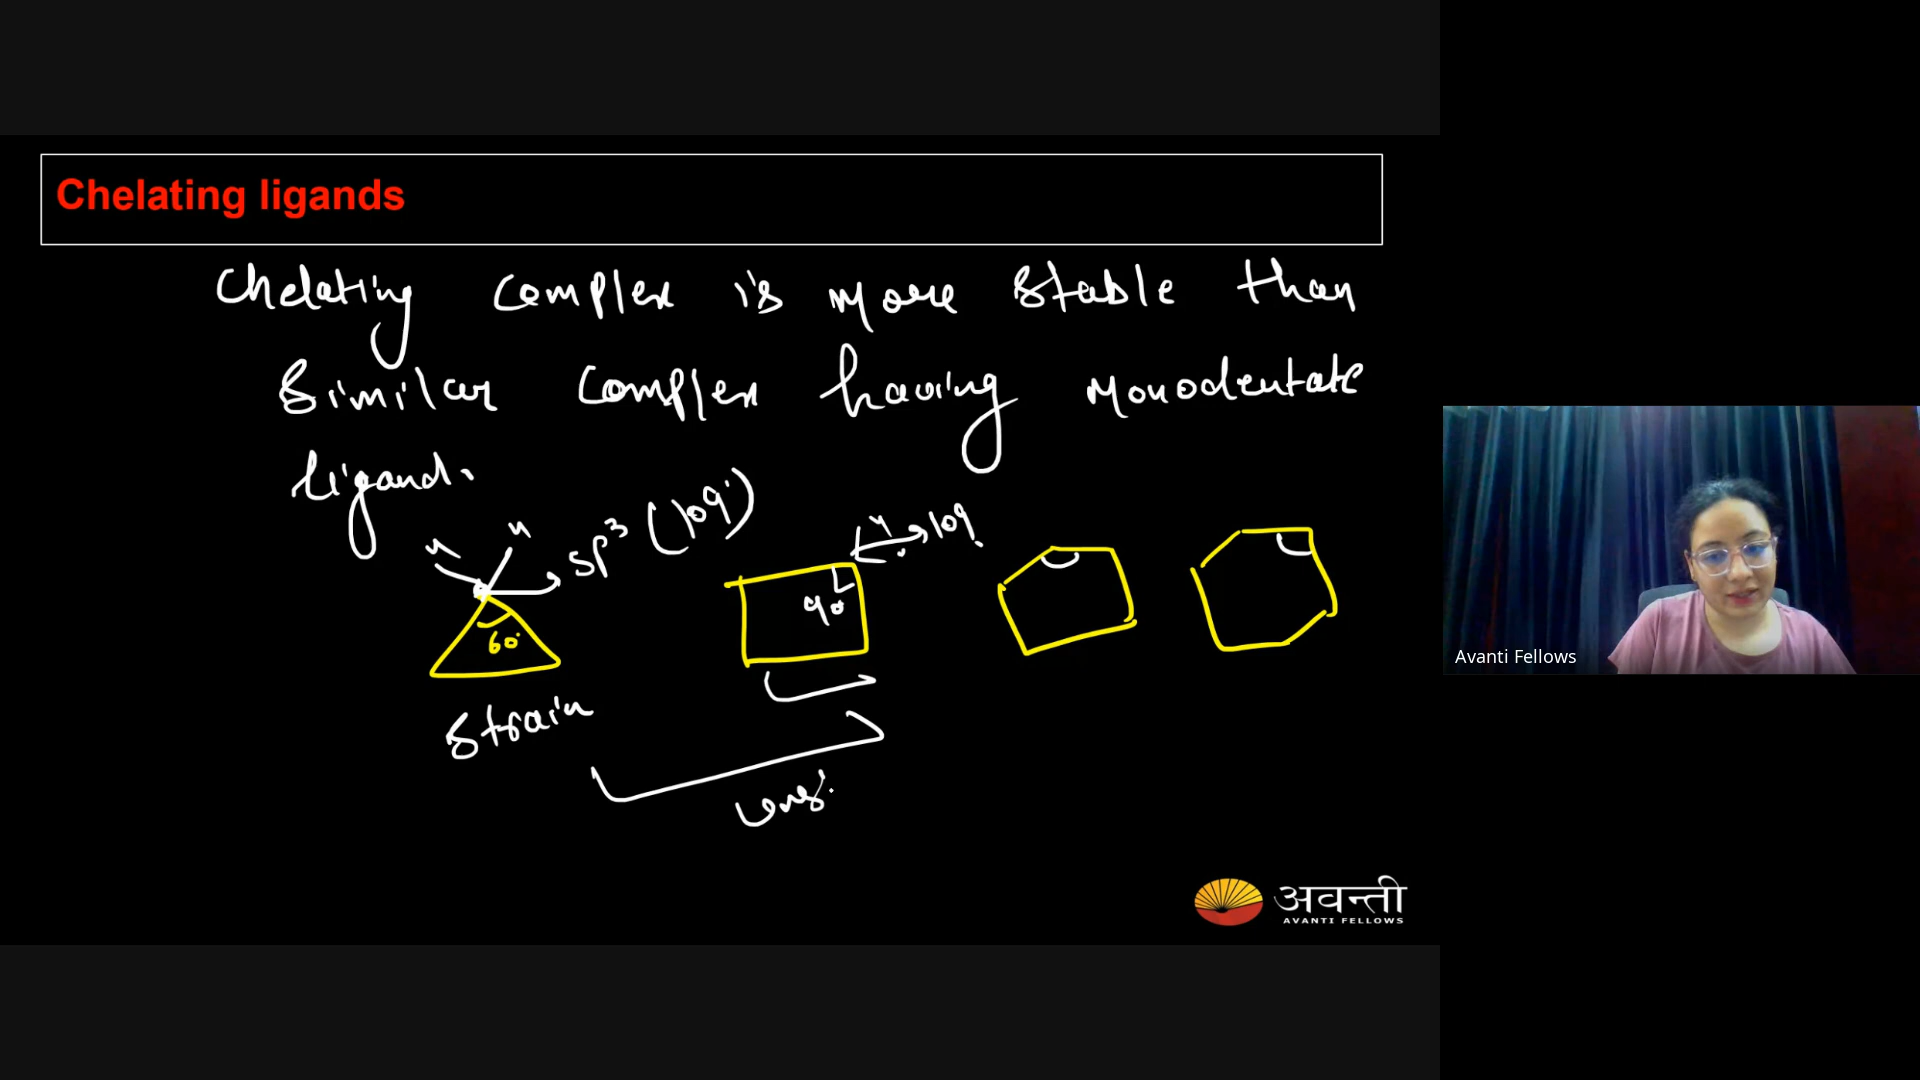 Chelating ligands
Chelating complex is more stable than
similar complex having monodentate
ligand.
H H sp³ (109°)
H 109°
60°
90°
strain
Avanti Fellows
अवन्ती
AVANTI FELLOWS